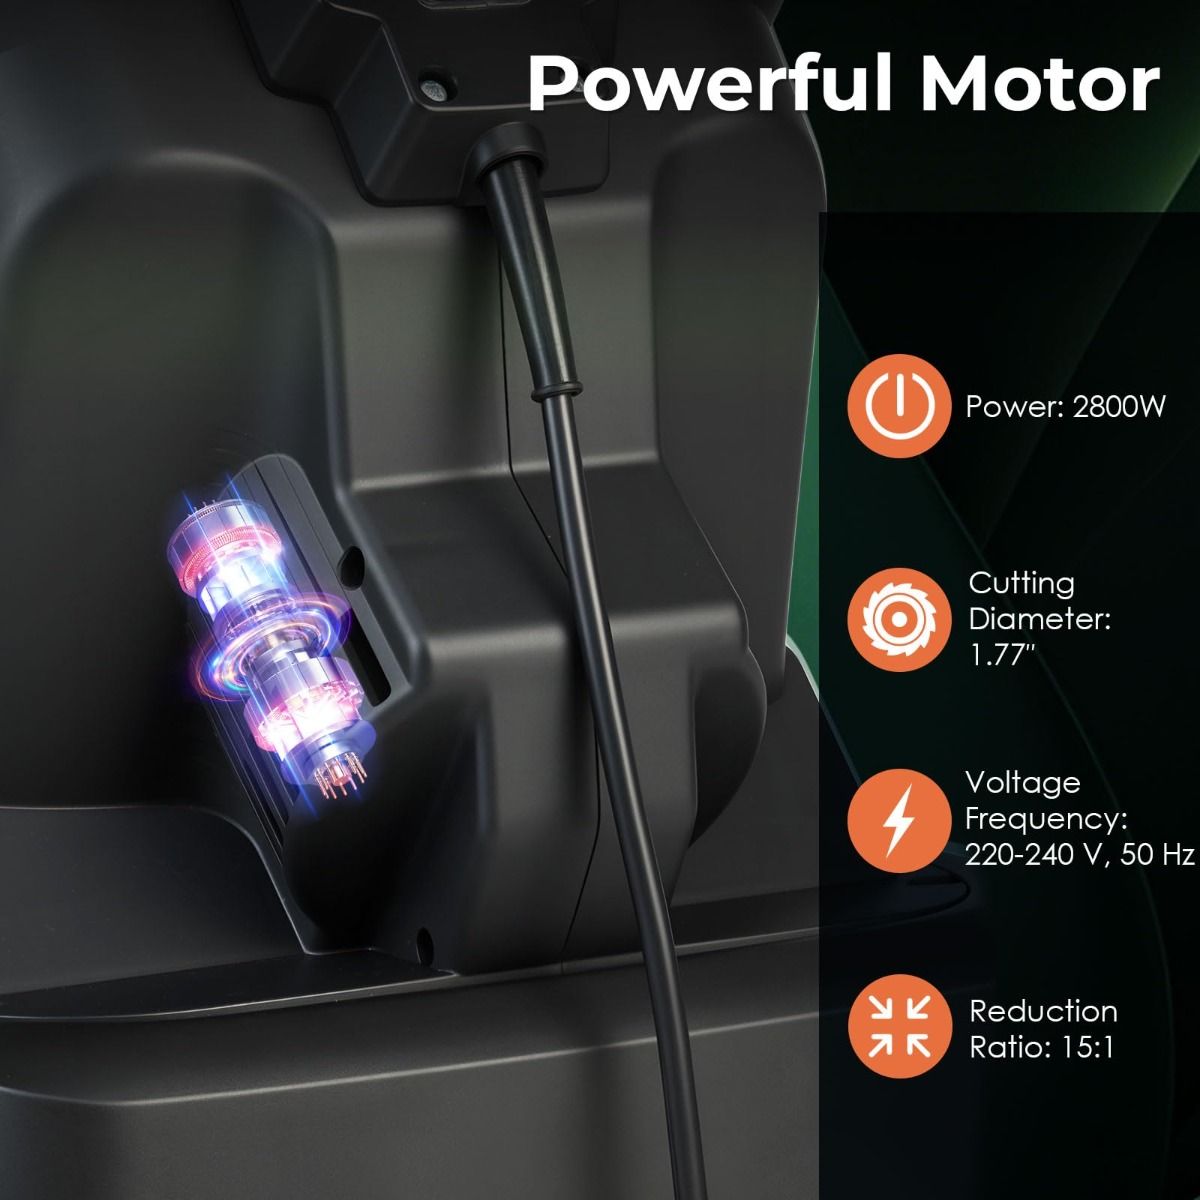 Powerful Motor
Power: 2800W
Cutting
Diameter:
1.77"
Voltage
Frequency:
220-240 V, 50 Hz
Reduction
Ratio: 15:1